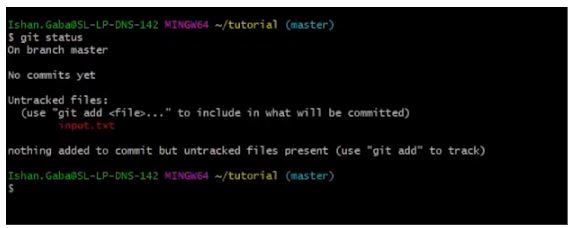 Ishan.Gaba@SL-LP-DNS-142 MINGW64 ~/tutorial (master)
$ git status
On branch master
No commits yet
Untracked files:
(use "git add <file>..." to include in what will be committed)
input.txt
nothing added to commit but untracked files present (use "git add" to track)
Ishan.Gaba@SL-LP-DNS-142 MINGW64 ~/tutorial (master)
$